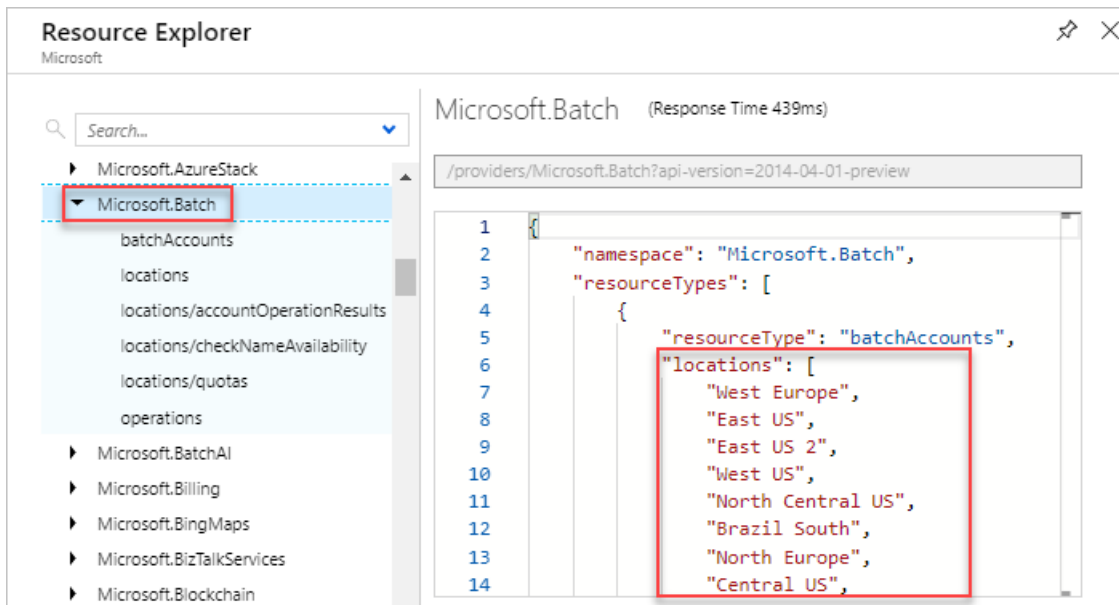 Resource Explorer
Microsoft
Search...
Microsoft.AzureStack
Microsoft.Batch
batchAccounts
locations
locations/accountOperationResults
locations/checkNameAvailability
locations/quotas
operations
Microsoft.BatchAI
Microsoft.Billing
Microsoft.BingMaps
Microsoft.BizTalkServices
Microsoft.Blockchain
Microsoft.Batch (Response Time 439ms)
/providers/Microsoft.Batch?api-version=2014-04-01-preview
1 {
2 "namespace": "Microsoft.Batch",
3 "resourceTypes": [
4 {
5 "resourceType": "batchAccounts",
6 "locations": [
7 "West Europe",
8 "East US",
9 "East US 2",
10 "West US",
11 "North Central US",
12 "Brazil South",
13 "North Europe",
14 "Central US",